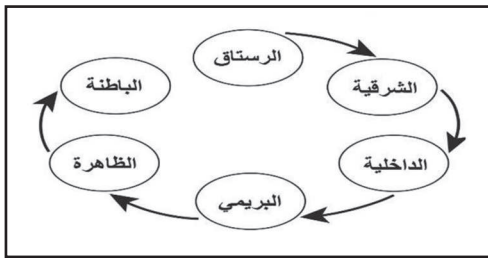 الرستاق
الشرقية
الداخلية
البريمي
الظاهرة
الباطنة